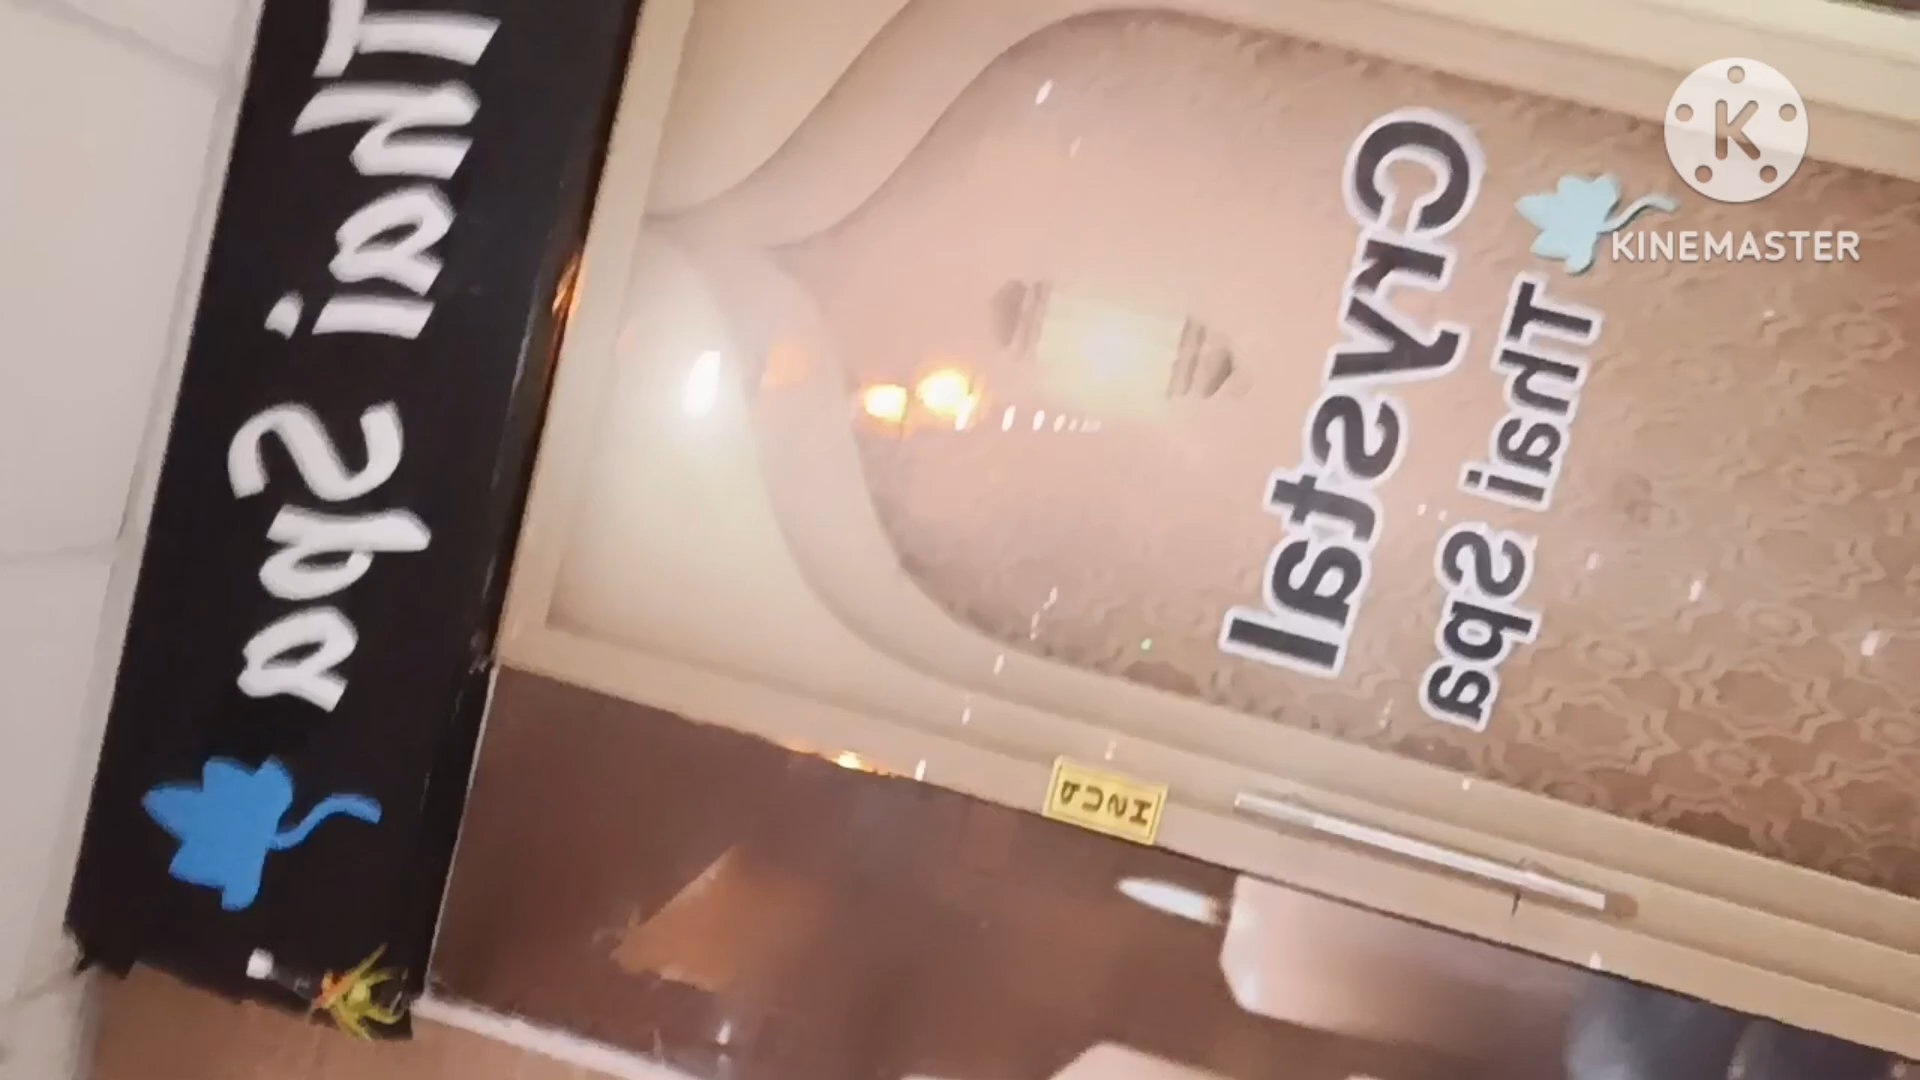 Thai Spa
Crystal
Thai Spa
PUSH
K
KINEMASTER